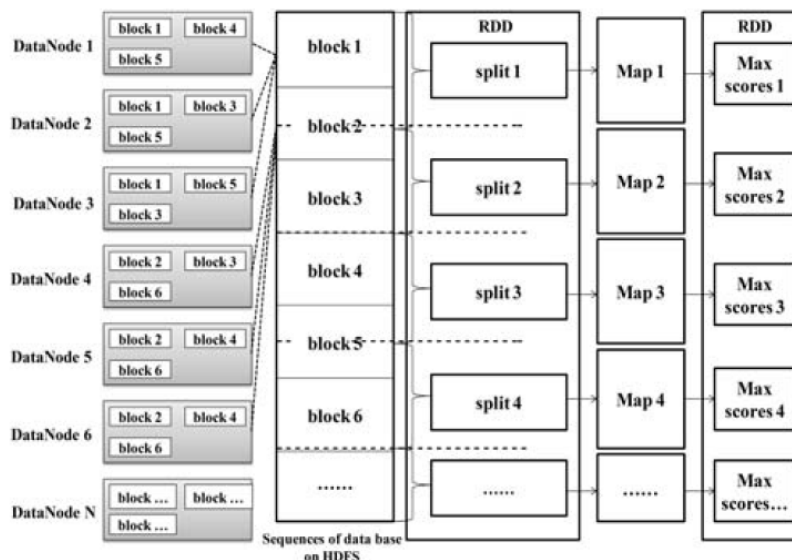 DataNode 1
block 1 block 4
block 5
DataNode 2
block 1 block 3
block 5
DataNode 3
block 1 block 5
block 3
DataNode 4
block 2 block 3
block 6
DataNode 5
block 2 block 4
block 6
DataNode 6
block 2 block 4
block 6
DataNode N
block ... block ...
block ...
block 1
block 2
block 3
block 4
block 5
block 6
......
Sequences of data base
on HDFS
RDD
split 1
split 2
split 3
split 4
......
Map 1
Map 2
Map 3
Map 4
......
RDD
Max
scores 1
Max
scores 2
Max
scores 3
Max
scores 4
Max
scores...